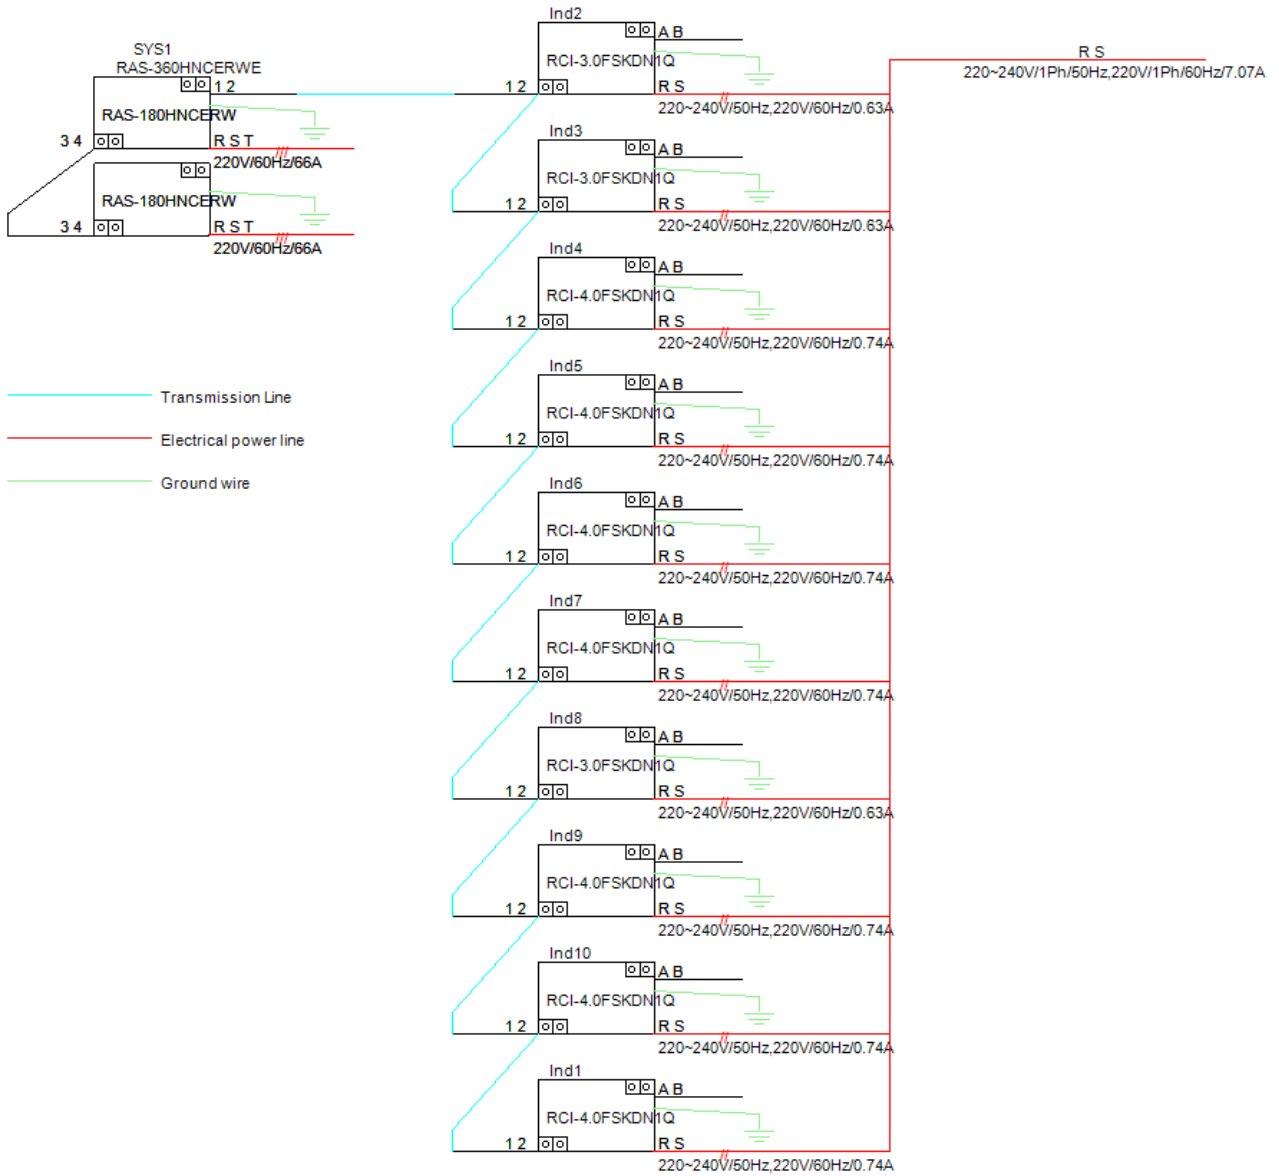 SYS1
RAS-360HNCERWE
1 2
RAS-180HNCERW
3 4
R S T
220V/60Hz/66A
RAS-180HNCERW
3 4
R S T
220V/60Hz/66A
Transmission Line
Electrical power line
Ground wire
Ind2
A B
RCI-3.0FSKDN1Q
1 2
R S
220~240V/50Hz,220V/60Hz/0.63A
Ind3
A B
RCI-3.0FSKDN1Q
1 2
R S
220~240V/50Hz,220V/60Hz/0.63A
Ind4
A B
RCI-4.0FSKDN1Q
1 2
R S
220~240V/50Hz,220V/60Hz/0.74A
Ind5
A B
RCI-4.0FSKDN1Q
1 2
R S
220~240V/50Hz,220V/60Hz/0.74A
Ind6
A B
RCI-4.0FSKDN1Q
1 2
R S
220~240V/50Hz,220V/60Hz/0.74A
Ind7
A B
RCI-4.0FSKDN1Q
1 2
R S
220~240V/50Hz,220V/60Hz/0.74A
Ind8
A B
RCI-3.0FSKDN1Q
1 2
R S
220~240V/50Hz,220V/60Hz/0.63A
Ind9
A B
RCI-4.0FSKDN1Q
1 2
R S
220~240V/50Hz,220V/60Hz/0.74A
Ind10
A B
RCI-4.0FSKDN1Q
1 2
R S
220~240V/50Hz,220V/60Hz/0.74A
Ind1
A B
RCI-4.0FSKDN1Q
1 2
R S
220~240V/50Hz,220V/60Hz/0.74A
R S
220~240V/1Ph/50Hz,220V/1Ph/60Hz/7.07A